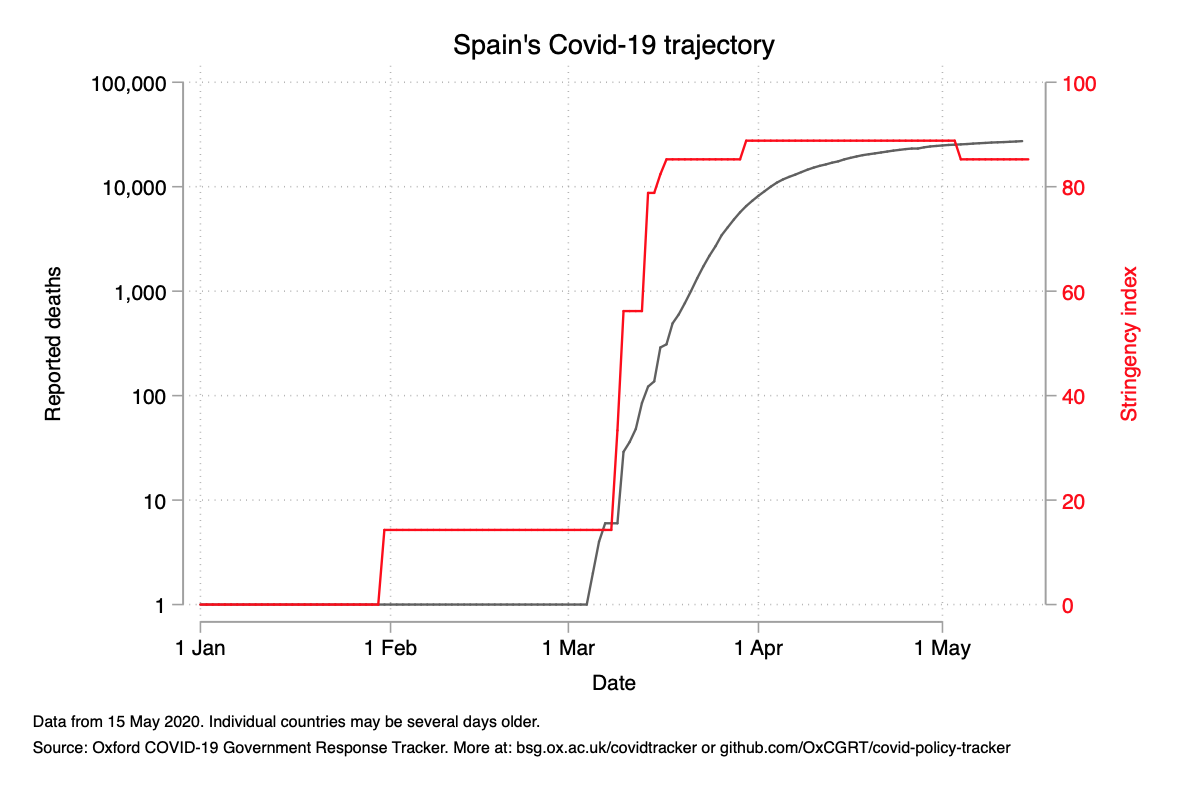 Spain's Covid-19 trajectory
100,000
10,000
1,000
100
10
1
Reported deaths
100
80
60
40
20
0
Stringency index
1 Jan
1 Feb
1 Mar
1 Apr
1 May
Date
Data from 15 May 2020. Individual countries may be several days older.
Source: Oxford COVID-19 Government Response Tracker. More at: bsg.ox.ac.uk/covidtracker or github.com/OxCGRT/covid-policy-tracker